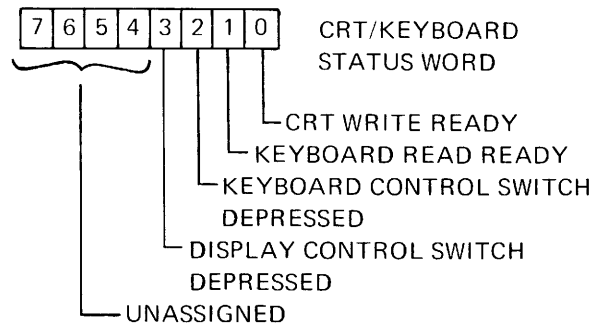 7 6 5 4 3 2 1 0
CRT/KEYBOARD
STATUS WORD
CRT WRITE READY
KEYBOARD READ READY
KEYBOARD CONTROL SWITCH
DEPRESSED
DISPLAY CONTROL SWITCH
DEPRESSED
UNASSIGNED